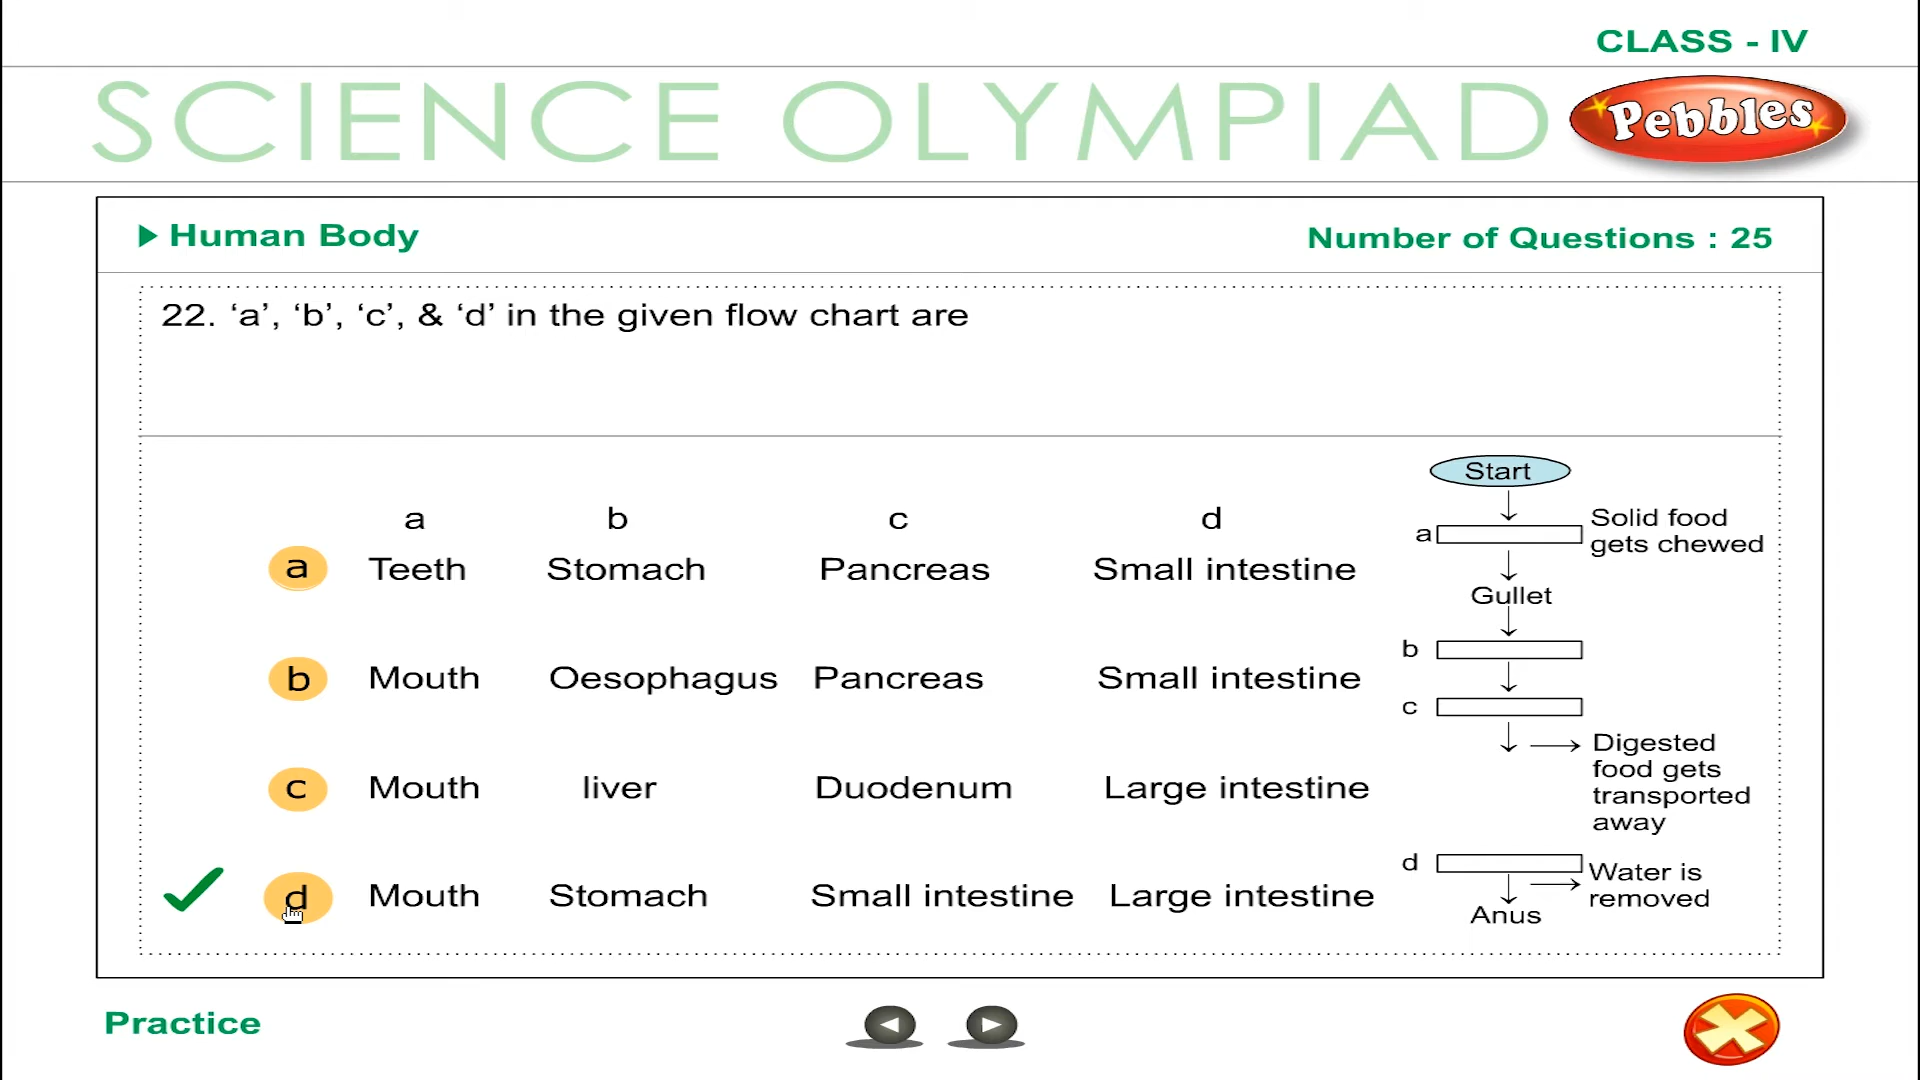 CLASS - IV
SCIENCE OLYMPIAD
Pebbles
Human Body
Number of Questions : 25
22. ‘a’, ‘b’, ‘c’, & ‘d’ in the given flow chart are
a b c d
a Teeth Stomach Pancreas Small intestine
b Mouth Oesophagus Pancreas Small intestine
c Mouth liver Duodenum Large intestine
d Mouth Stomach Small intestine Large intestine
Start
a
Solid food
gets chewed
Gullet
b
c
Digested
food gets
transported
away
d
Water is
removed
Anus
Practice